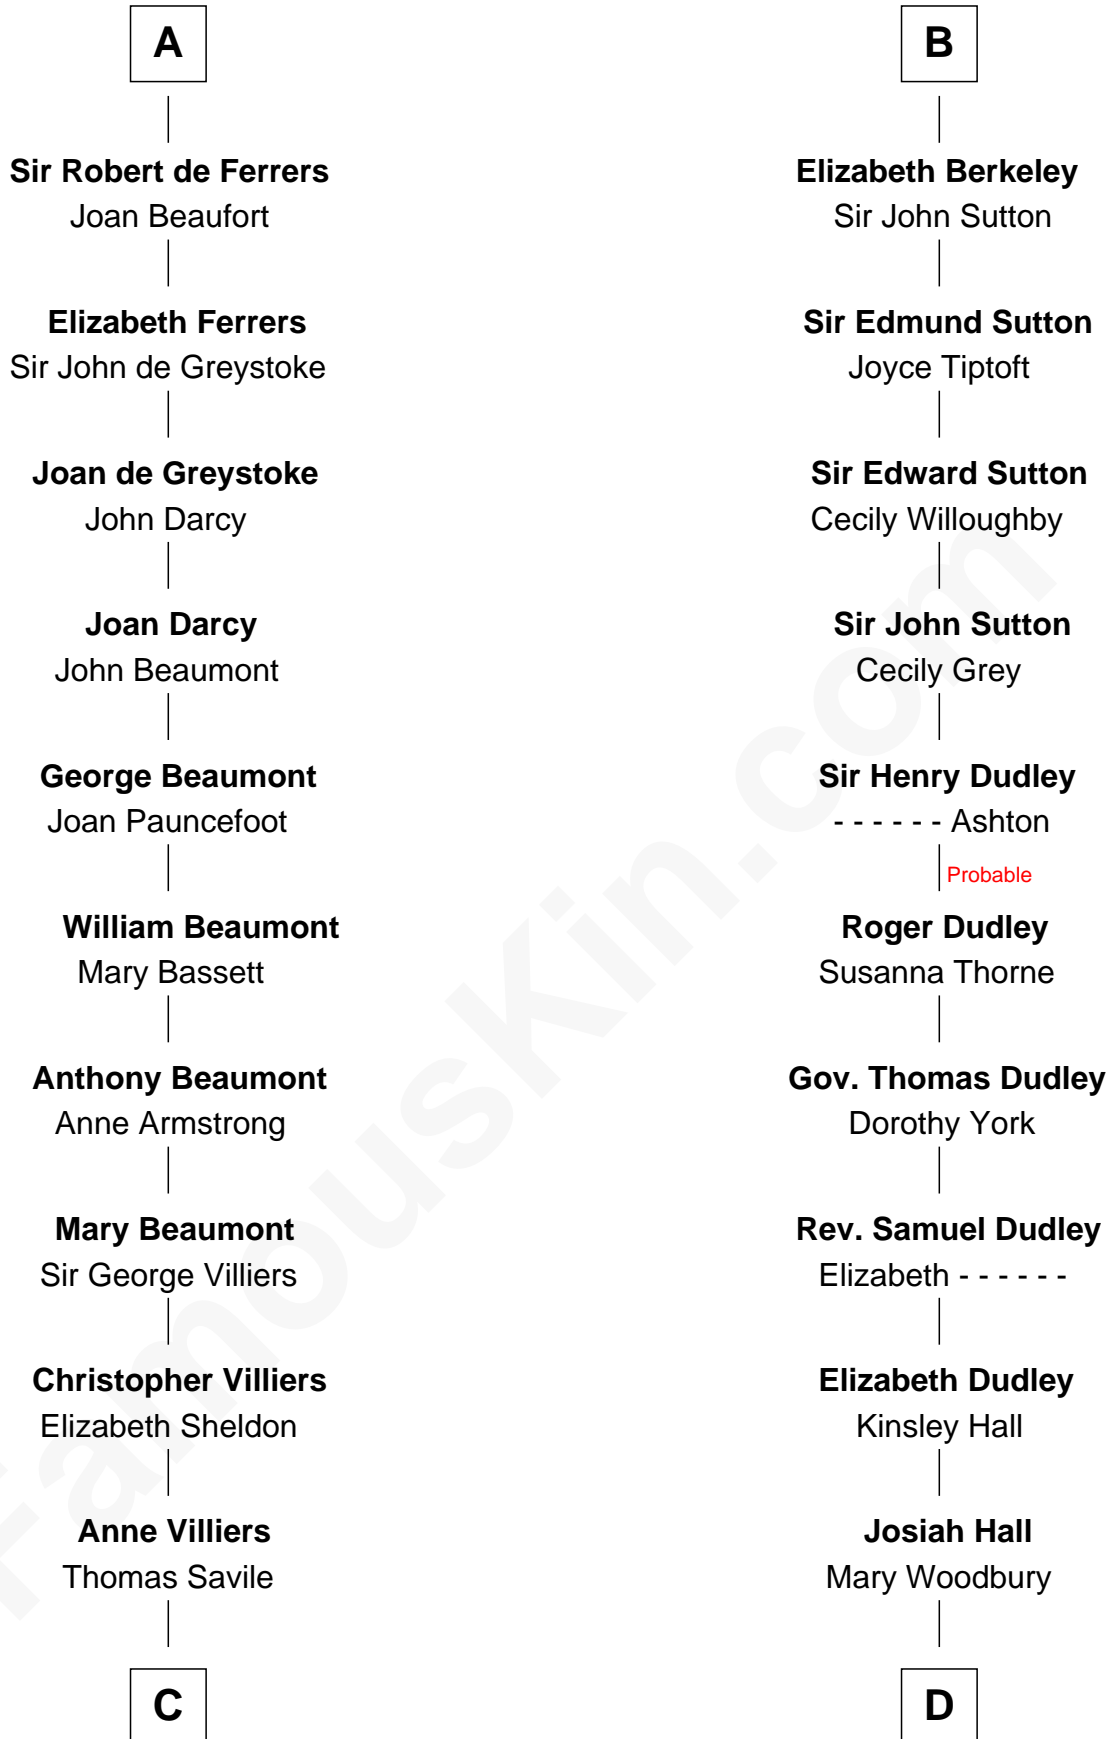 A
Sir Robert de Ferrers
Joan Beaufort
Elizabeth Ferrers
Sir John de Greystoke
Joan de Greystoke
John Darcy
Joan Darcy
John Beaumont
George Beaumont
Joan Pauncefoot
William Beaumont
Mary Bassett
Anthony Beaumont
Anne Armstrong
Mary Beaumont
Sir George Villiers
Christopher Villiers
Elizabeth Sheldon
Anne Villiers
Thomas Savile
C
B
Elizabeth Berkeley
Sir John Sutton
Sir Edmund Sutton
Joyce Tiptoft
Sir Edward Sutton
Cecily Willoughby
Sir John Sutton
Cecily Grey
Sir Henry Dudley
- - - - - - Ashton
Probable
Roger Dudley
Susanna Thorne
Gov. Thomas Dudley
Dorothy York
Rev. Samuel Dudley
Elizabeth - - - - - -
Elizabeth Dudley
Kinsley Hall
Josiah Hall
Mary Woodbury
D
FamousKin.com